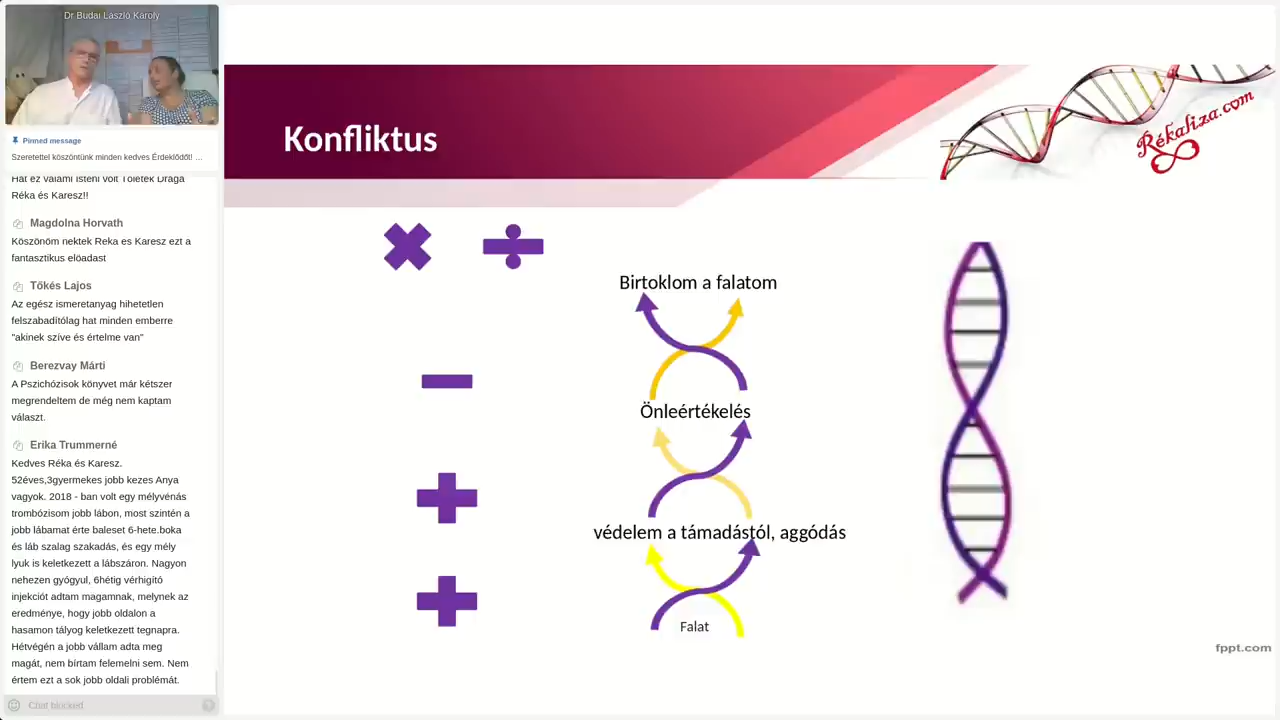 Dr Budai László Károly
Pinned message
Szeretettel köszöntünk minden kedves Érdeklődőt! ...
Hát ez valami isteni volt Tőletek Drága
Réka és Karesz!!
Magdolna Horvath
Köszönöm nektek Reka es Karesz ezt a
fantasztikus elöadast
Tőkés Lajos
Az egész ismeretanyag hihetetlen
felszabadítólag hat minden emberre
"akinek szíve és értelme van"
Berezvay Márti
A Pszichózisok könyvet már kétszer
megrendeltem de még nem kaptam
választ.
Erika Trummerné
Kedves Réka és Karesz.
52éves,3gyermekes jobb kezes Anya
vagyok. 2018 - ban volt egy mélyvénás
trombózisom jobb lábon, most szintén a
jobb lábamat érte baleset 6-hete.boka
és láb szalag szakadás, és egy mély
lyuk is keletkezett a lábszáron. Nagyon
nehezen gyógyul, 6hétig vérhigító
injekciót adtam magamnak, melynek az
eredménye, hogy jobb oldalon a
hasamon tályog keletkezett tegnapra.
Hétvégén a jobb vállam adta meg
magát, nem bírtam felemelni sem. Nem
értem ezt a sok jobb oldali problémát.
Chat blocked
Konfliktus
Rékaliza.com
Birtoklom a falatom
Önleértékelés
védelem a támadástól, aggódás
Falat
fppt.com